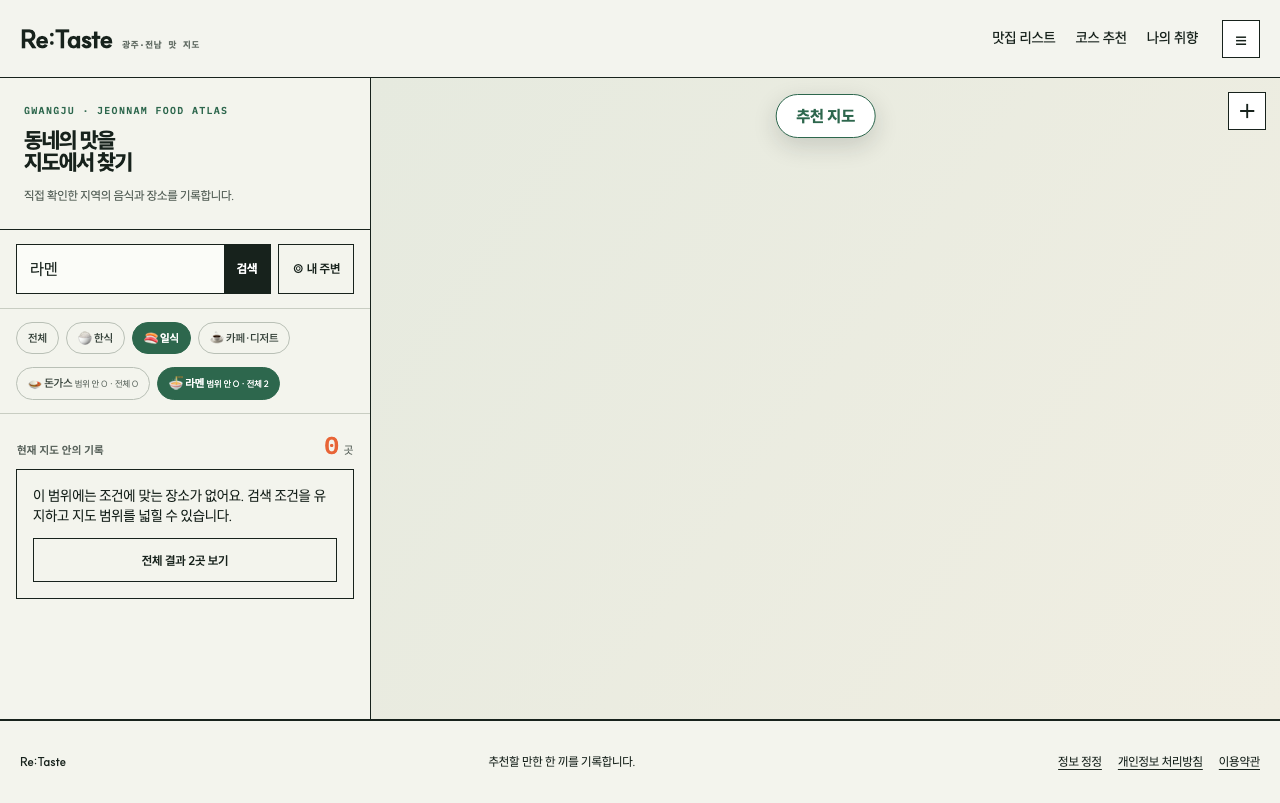 Re:Taste 광주·전남 맛 지도
맛집 리스트 코스 추천 나의 취향
GWANGJU · JEONNAM FOOD ATLAS
동네의 맛을
지도에서 찾기
직접 확인한 지역의 음식과 장소를 기록합니다.
라멘 검색 ◎ 내 주변
전체 한식 일식 카페·디저트
돈가스 범위 안 0 · 전체 0 라멘 범위 안 0 · 전체 2
현재 지도 안의 기록 0 곳
이 범위에는 조건에 맞는 장소가 없어요. 검색 조건을 유
지하고 지도 범위를 넓힐 수 있습니다.
전체 결과 2곳 보기
추천 지도
+
Re:Taste 추천할 만한 한 끼를 기록합니다. 정보 정정 개인정보 처리방침 이용약관